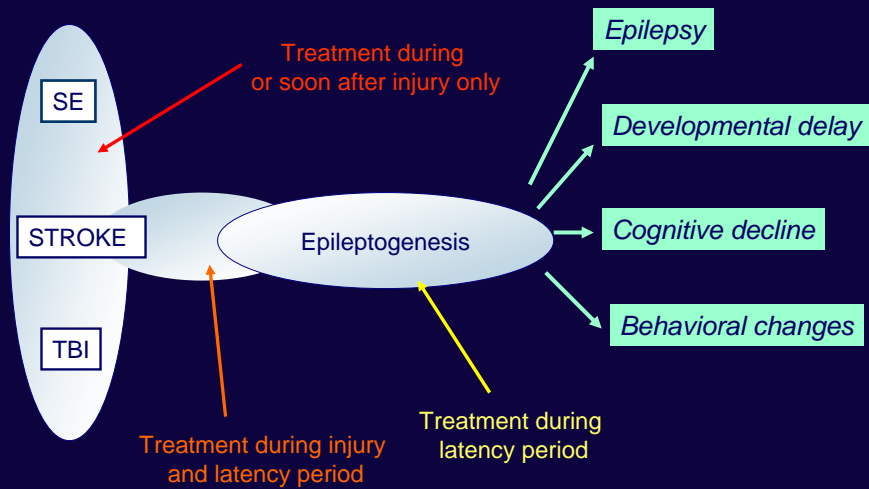 Treatment during
or soon after injury only
SE
STROKE
TBI
Epileptogenesis
Epilepsy
Developmental delay
Cognitive decline
Behavioral changes
Treatment during injury
and latency period
Treatment during
latency period